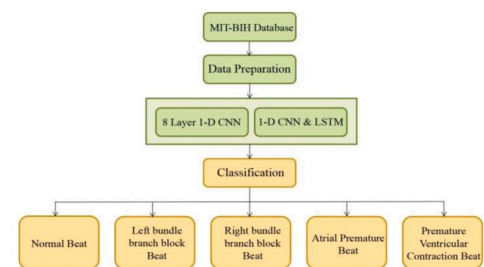 MIT-BIH Database
Data Preparation
8 Layer 1-D CNN
1-D CNN & LSTM
Classification
Normal Beat
Left bundle
branch block
Beat
Right bundle
branch block
Beat
Atrial Premature
Beat
Premature
Ventricular
Contraction Beat